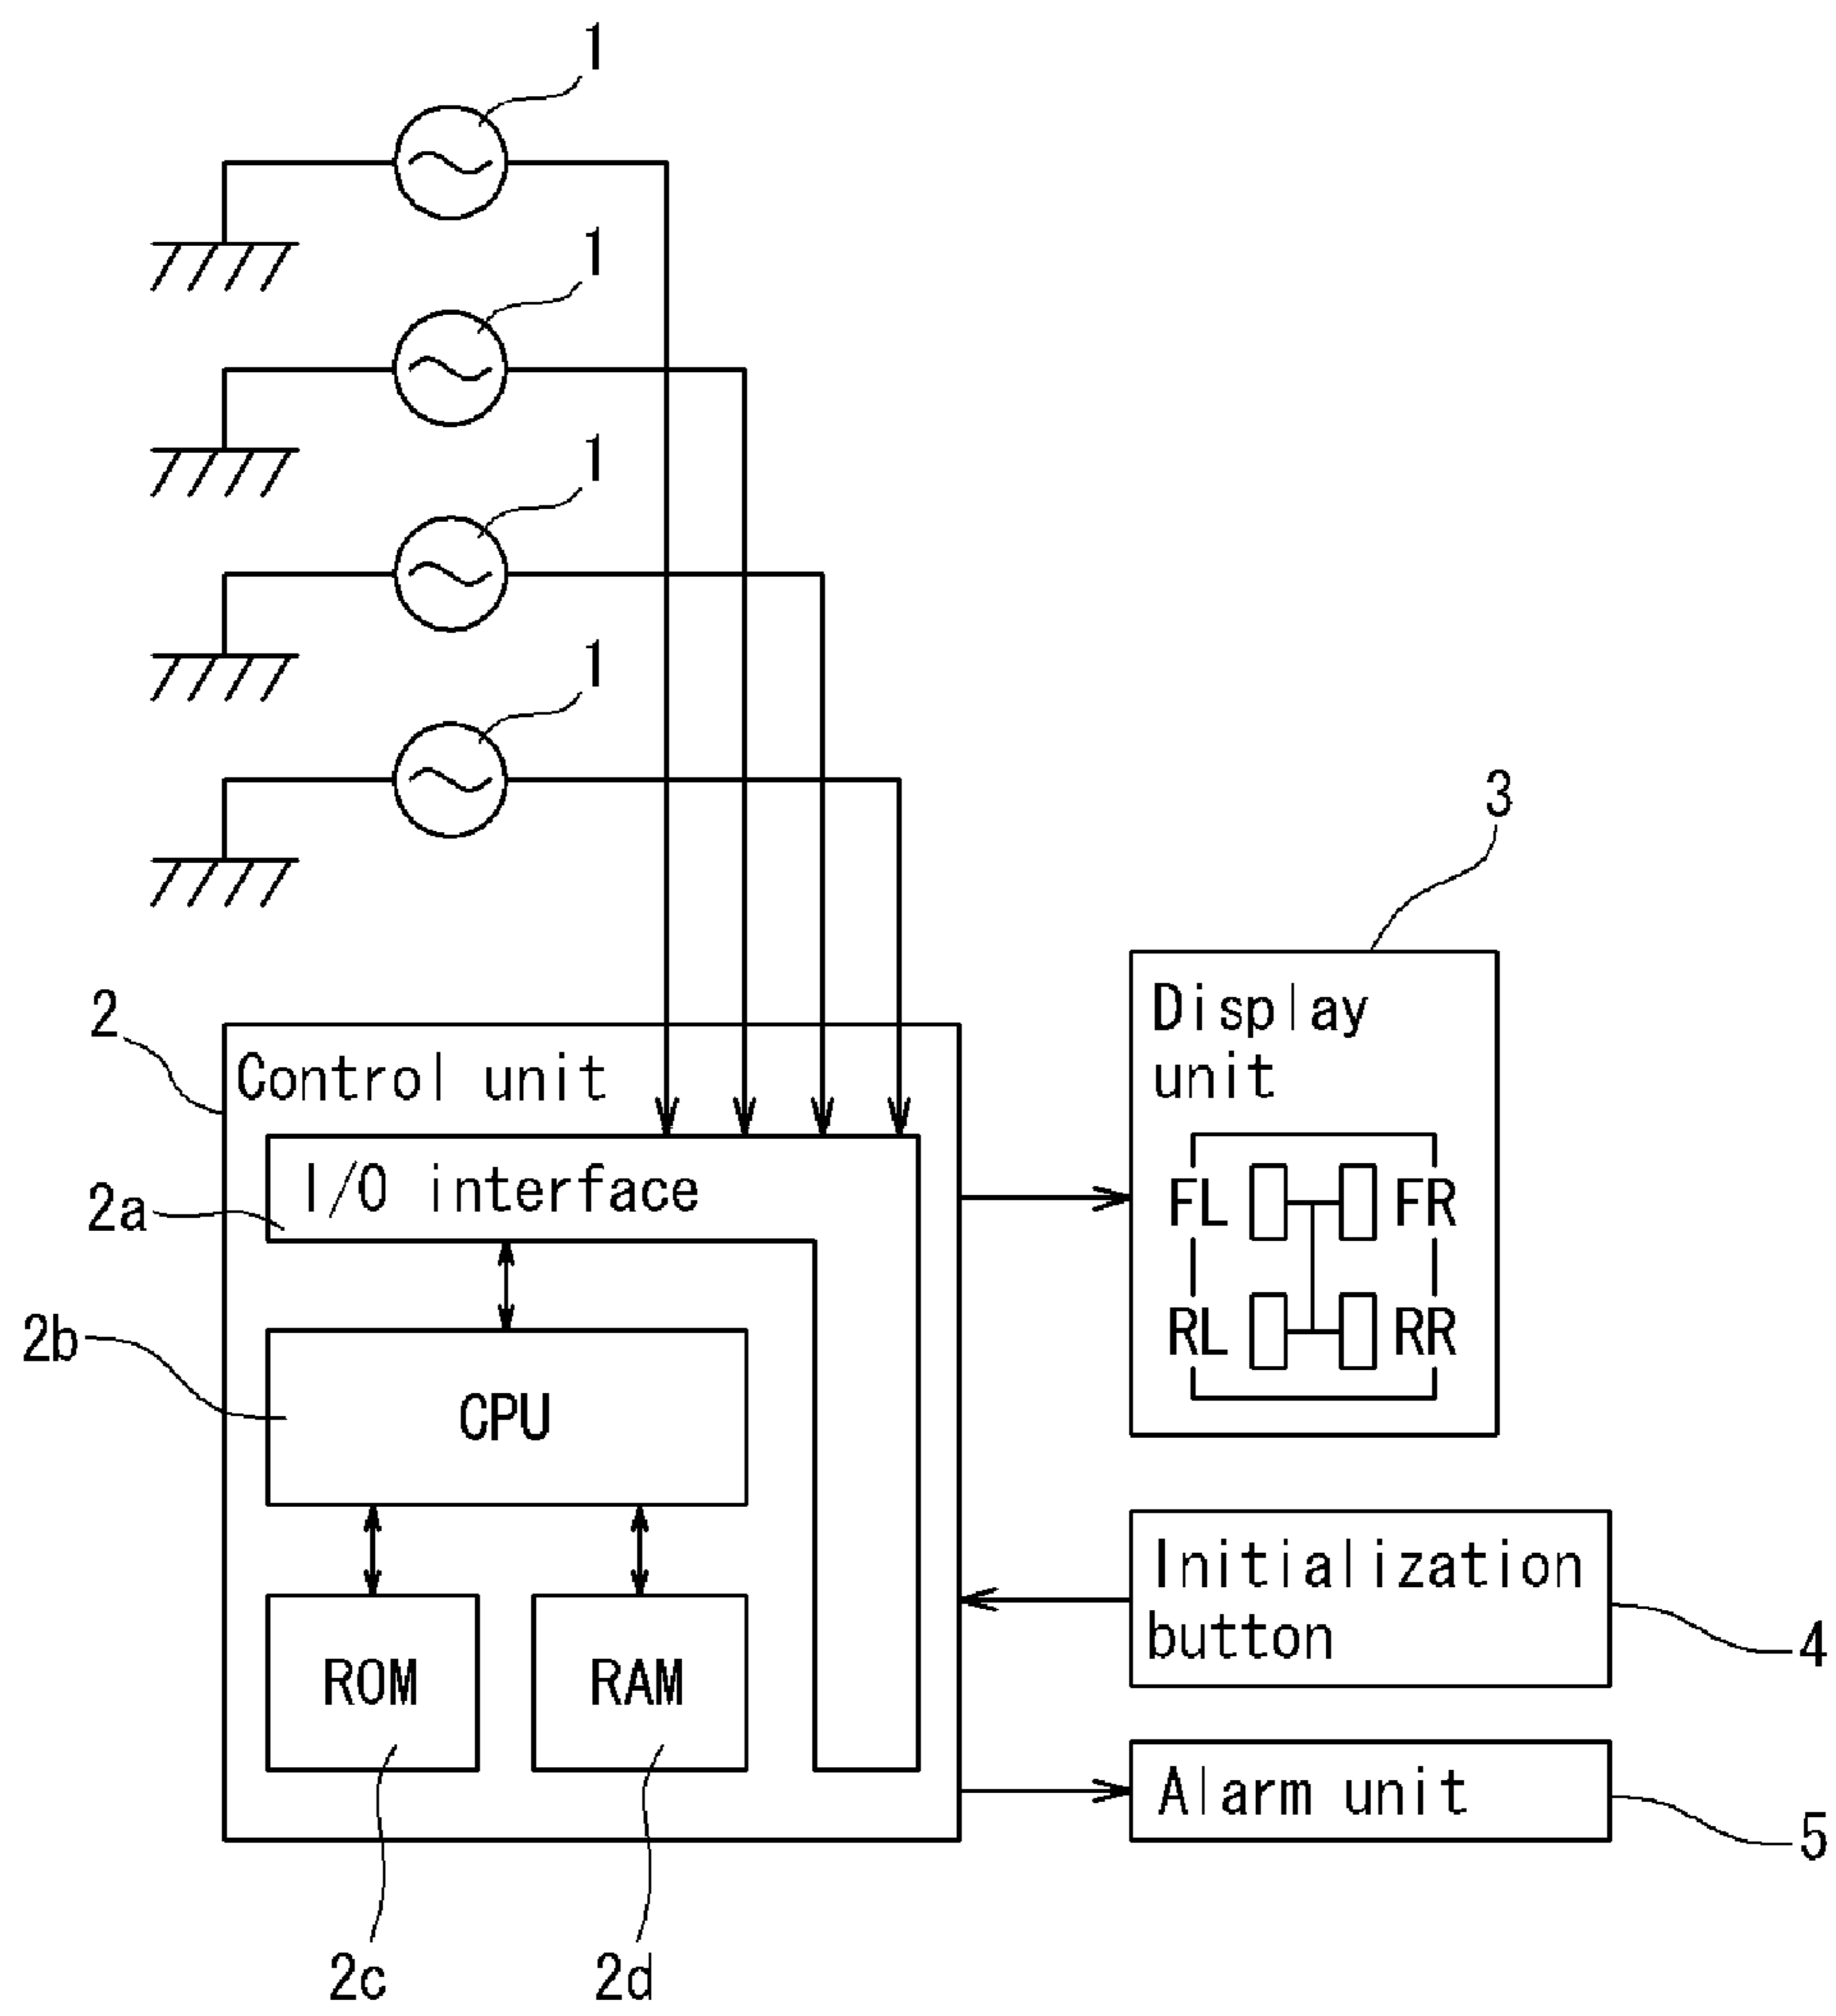 1
1
1
1
3
2
Control unit
Display
unit
I/O interface
2a
FL
FR
2b
RL
RR
CPU
Initialization
button
4
ROM
RAM
Alarm unit
5
2c
2d